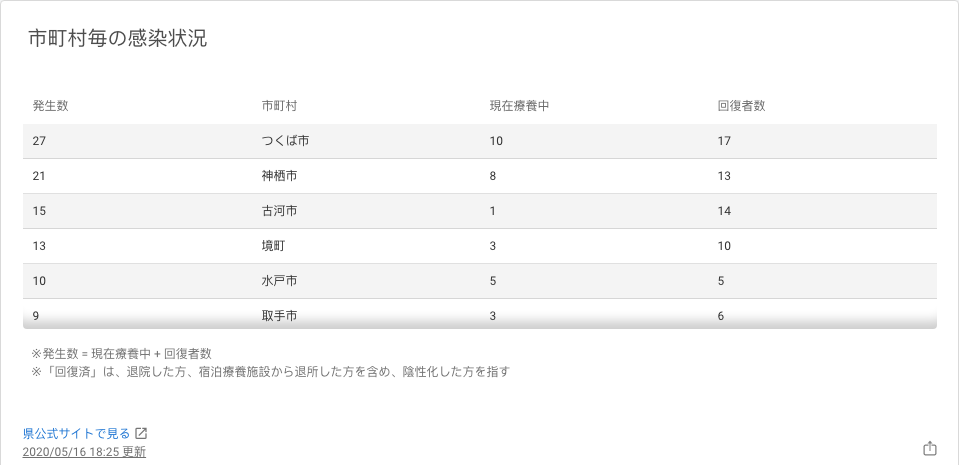 市町村毎の感染状況
発生数 市町村 現在療養中 回復者数
27 つくば市 10 17
21 神栖市 8 13
15 古河市 1 14
13 境町 3 10
10 水戸市 5 5
9 取手市 3 6
※発生数 = 現在療養中 + 回復者数
※「回復済」は、退院した方、宿泊療養施設から退所した方を含め、陰性化した方を指す
県公式サイトで見る
2020/05/16 18:25 更新